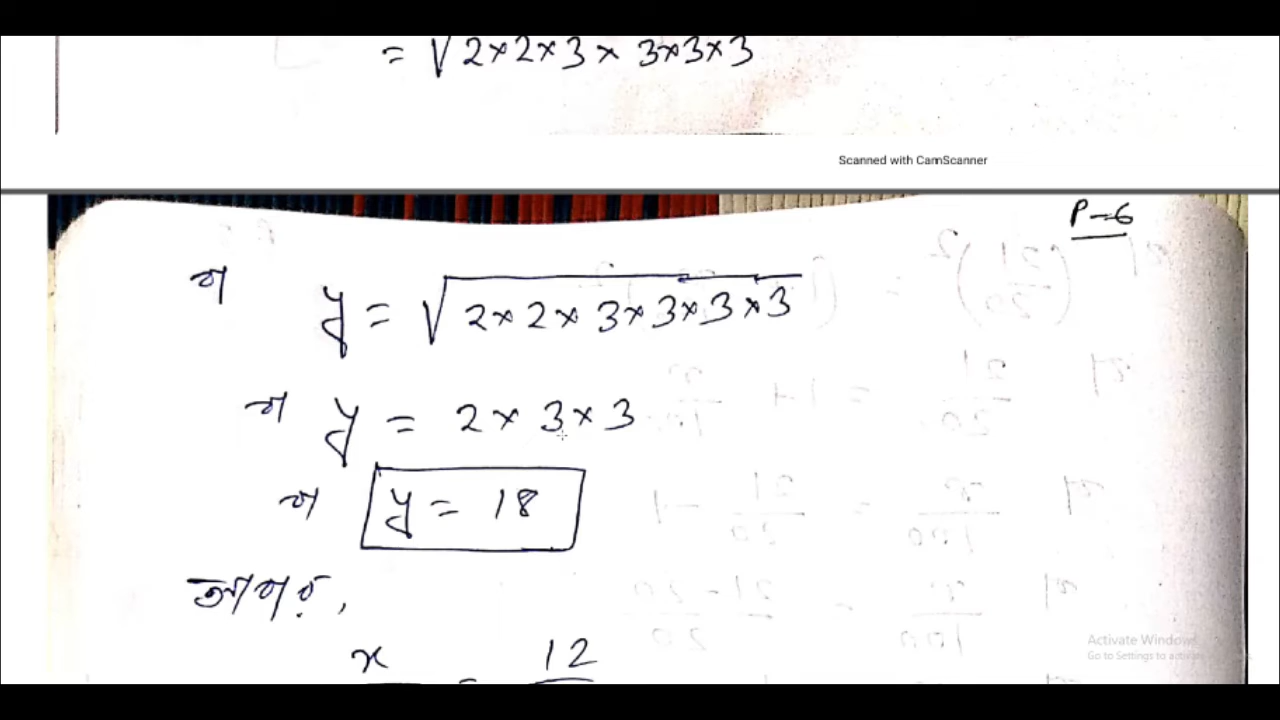 = √2×2×3×3×3×3
Scanned with CamScanner
P-6
বা y = √2×2×3×3×3×3
বা y = 2×3×3
বা y = 18
আবার,
x 12
=
Activate Windows
Go to Settings to activate